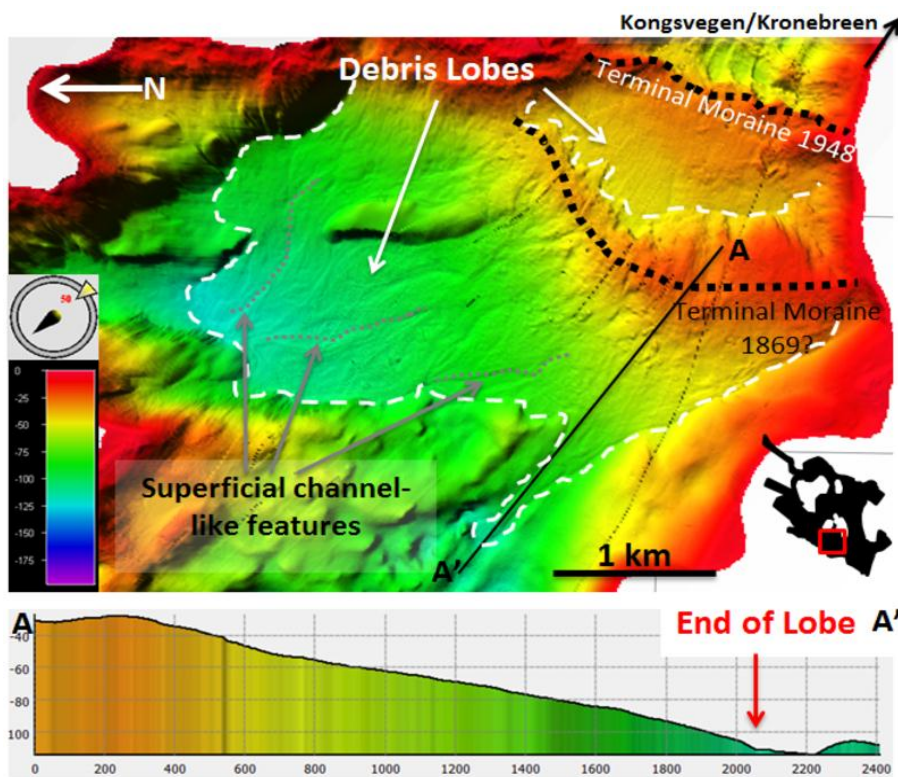 Kongsvegen/Kronebreen
N
Debris Lobes
Terminal Moraine 1948
A
Terminal Moraine
1869?
50
0
-25
-50
-75
-100
-125
-150
-175
Superficial channel-
like features
A'
1 km
A
End of Lobe
A'
-40
-60
-80
100
0
200
400
600
800
1000
1200
1400
1600
1800
2000
2200
2400